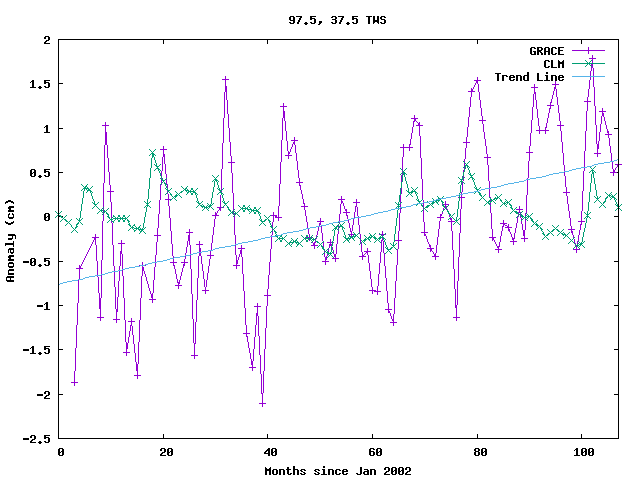 97.5, 37.5 TWS
GRACE
CLM
Trend Line
2
1.5
1
0.5
0
-0.5
-1
-1.5
-2
-2.5
Anomaly (cm)
0 20 40 60 80 100
Months since Jan 2002